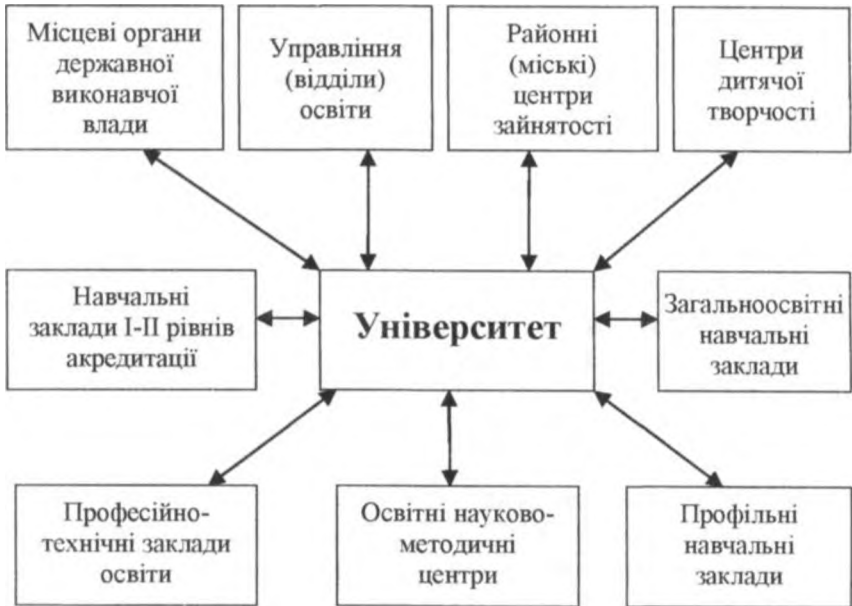 Місцеві органи
державної
виконавчої
влади
Управління
(відділи)
освіти
Районні
(міські)
центри
зайнятості
Центри
дитячої
творчості
Навчальні
заклади І-ІІ рівнів
акредитації
Університет
Загальноосвітні
навчальні
заклади
Професійно-
технічні заклади
освіти
Освітні науково-
методичні
центри
Профільні
навчальні
заклади